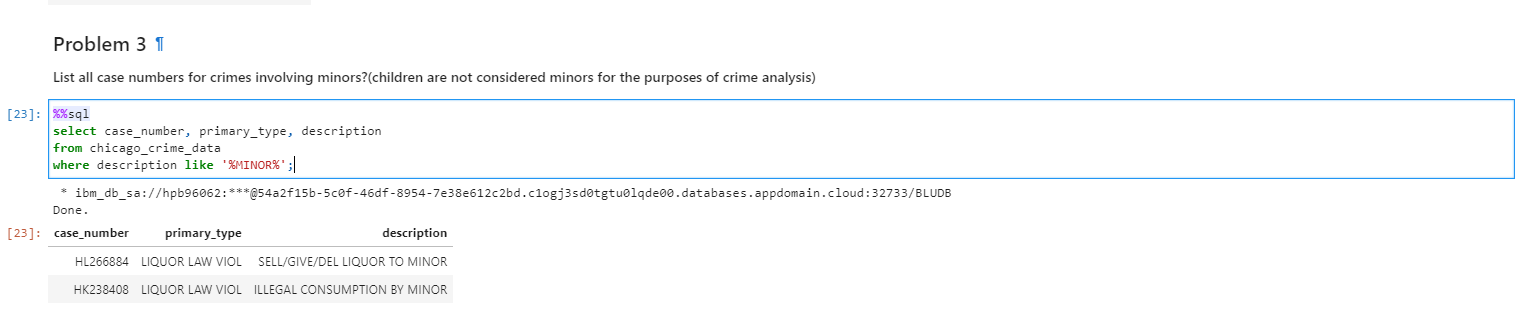 Problem 3 ¶
List all case numbers for crimes involving minors?(children are not considered minors for the purposes of crime analysis)
[23]: %%sql
select case_number, primary_type, description
from chicago_crime_data
where description like '%MINOR%';
* ibm_db_sa://hpb96062:***@54a2f15b-5c0f-46df-8954-7e38e612c2bd.c1ogj3sd0tgtu0lqde00.databases.appdomain.cloud:32733/BLUDB
Done.
[23]: case_number primary_type description
HL266884 LIQUOR LAW VIOL SELL/GIVE/DEL LIQUOR TO MINOR
HK238408 LIQUOR LAW VIOL ILLEGAL CONSUMPTION BY MINOR